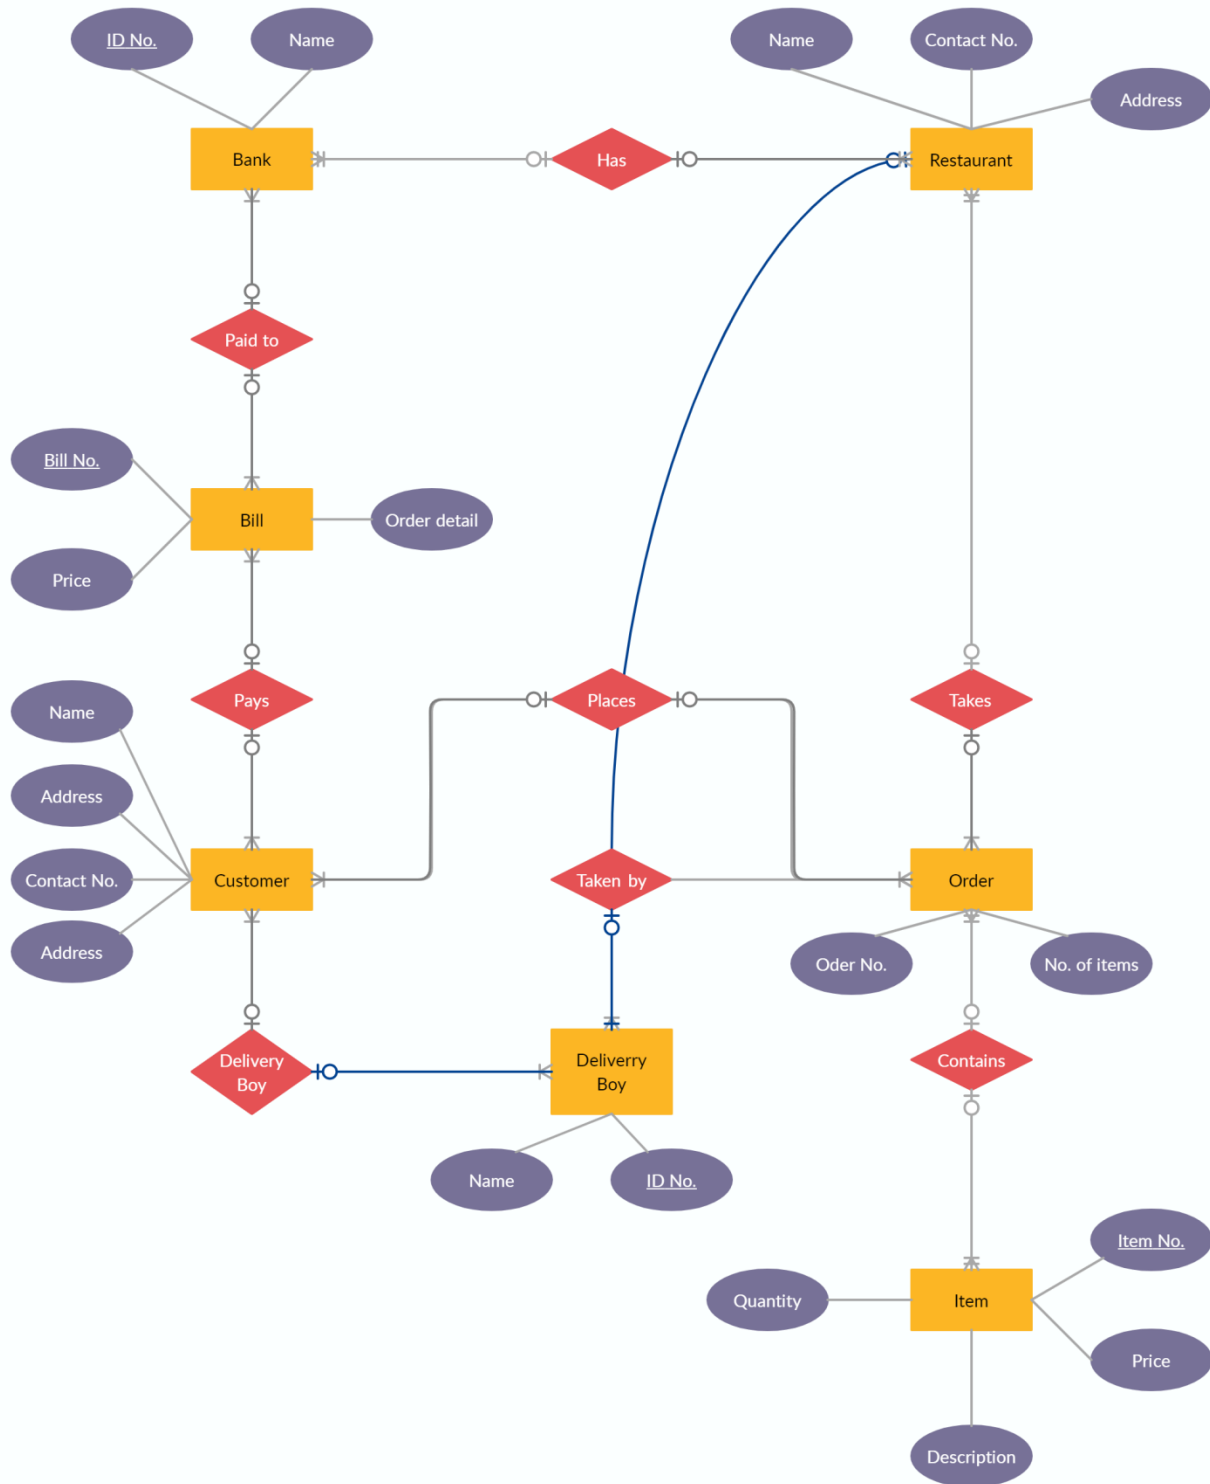 ID No.
Name
Name
Contact No.
Address
Bank
Has
Restaurant
Paid to
Bill No.
Bill
Order detail
Price
Name
Pays
Places
Takes
Address
Contact No.
Customer
Taken by
Order
Address
Oder No.
No. of items
Delivery
Boy
Deliverry
Boy
Contains
Name
ID No.
Item No.
Quantity
Item
Price
Description